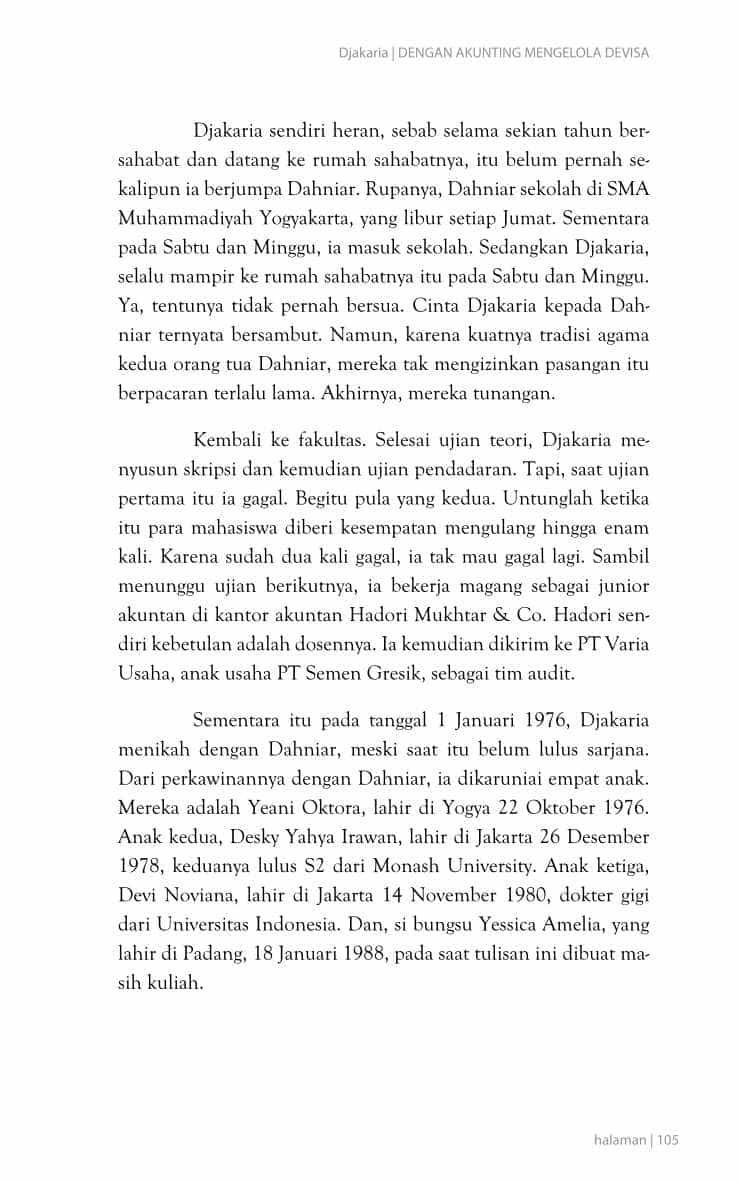 Djakaria | DENGAN AKUNTING MENGELOLA DEVISA
Djakaria sendiri heran, sebab selama sekian tahun ber-
sahabat dan datang ke rumah sahabatnya, itu belum pernah se-
kalipun ia berjumpa Dahniar. Rupanya, Dahniar sekolah di SMA
Muhammadiyah Yogyakarta, yang libur setiap Jumat. Sementara
pada Sabtu dan Minggu, ia masuk sekolah. Sedangkan Djakaria,
selalu mampir ke rumah sahabatnya itu pada Sabtu dan Minggu.
Ya, tentunya tidak pernah bersua. Cinta Djakaria kepada Dah-
niar ternyata bersambut. Namun, karena kuatnya tradisi agama
kedua orang tua Dahniar, mereka tak mengizinkan pasangan itu
berpacaran terlalu lama. Akhirnya, mereka tunangan.
Kembali ke fakultas. Selesai ujian teori, Djakaria me-
nyusun skripsi dan kemudian ujian pendadaran. Tapi, saat ujian
pertama itu ia gagal. Begitu pula yang kedua. Untunglah ketika
itu para mahasiswa diberi kesempatan mengulang hingga enam
kali. Karena sudah dua kali gagal, ia tak mau gagal lagi. Sambil
menunggu ujian berikutnya, ia bekerja magang sebagai junior
akuntan di kantor akuntan Hadori Mukhtar & Co. Hadori sen-
diri kebetulan adalah dosennya. Ia kemudian dikirim ke PT Varia
Usaha, anak usaha PT Semen Gresik, sebagai tim audit.
Sementara itu pada tanggal 1 Januari 1976, Djakaria
menikah dengan Dahniar, meski saat itu belum lulus sarjana.
Dari perkawinannya dengan Dahniar, ia dikaruniai empat anak.
Mereka adalah Yeani Oktora, lahir di Yogya 22 Oktober 1976.
Anak kedua, Desky Yahya Irawan, lahir di Jakarta 26 Desember
1978, keduanya lulus S2 dari Monash University. Anak ketiga,
Devi Noviana, lahir di Jakarta 14 November 1980, dokter gigi
dari Universitas Indonesia. Dan, si bungsu Yessica Amelia, yang
lahir di Padang, 18 Januari 1988, pada saat tulisan ini dibuat ma-
sih kuliah.
halaman | 105